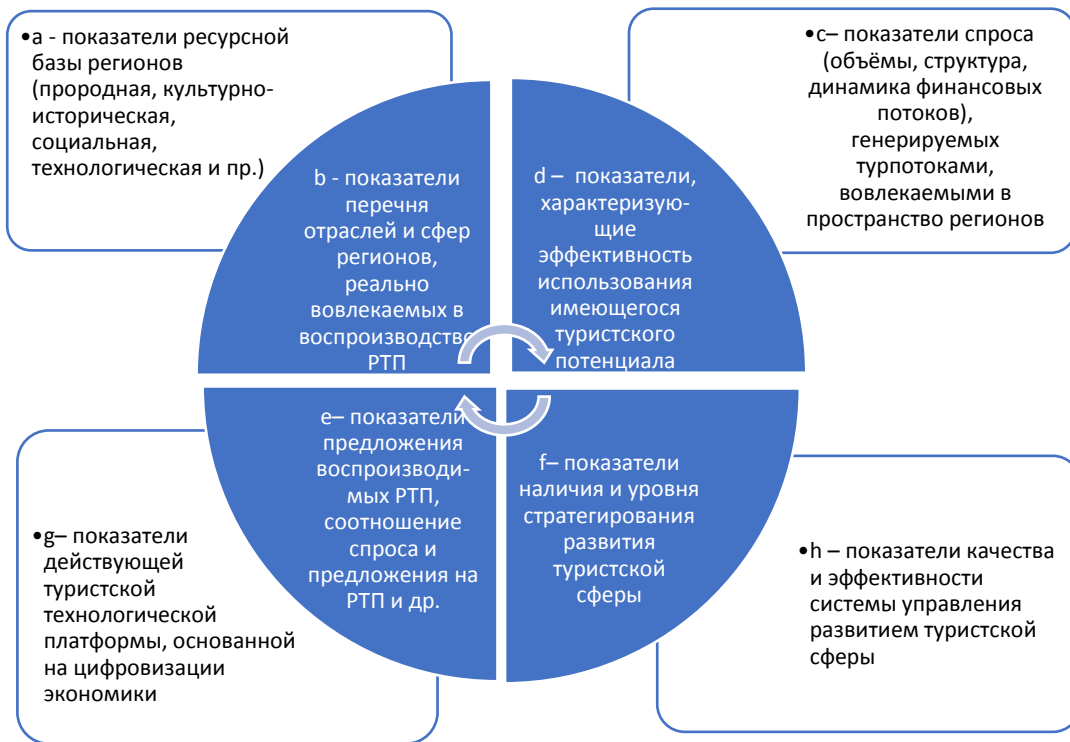 •a - показатели ресурсной
базы регионов
(прородная, культурно-
историческая,
социальная,
технологическая и пр.)
b - показатели
перечня
отраслей и сфер
регионов,
реально
вовлекаемых в
воспроизводство
РТП
d – показатели,
характеризую-
щие
эффективность
использования
имеющегося
туристского
потенциала
•c– показатели спроса
(объёмы, структура,
динамика финансовых
потоков),
генерируемых
турпотоками,
вовлекаемыми в
пространство регионов
•g– показатели
действующей
туристской
технологической
платформы, основанной
на цифровизации
экономики
e– показатели
предложения
воспроизводи-
мых РТП,
соотношение
спроса и
предложения на
РТП и др.
f– показатели
наличия и уровня
стратегирования
развития
туристской
сферы
•h – показатели качества
и эффективности
системы управления
развитием туристской
сферы